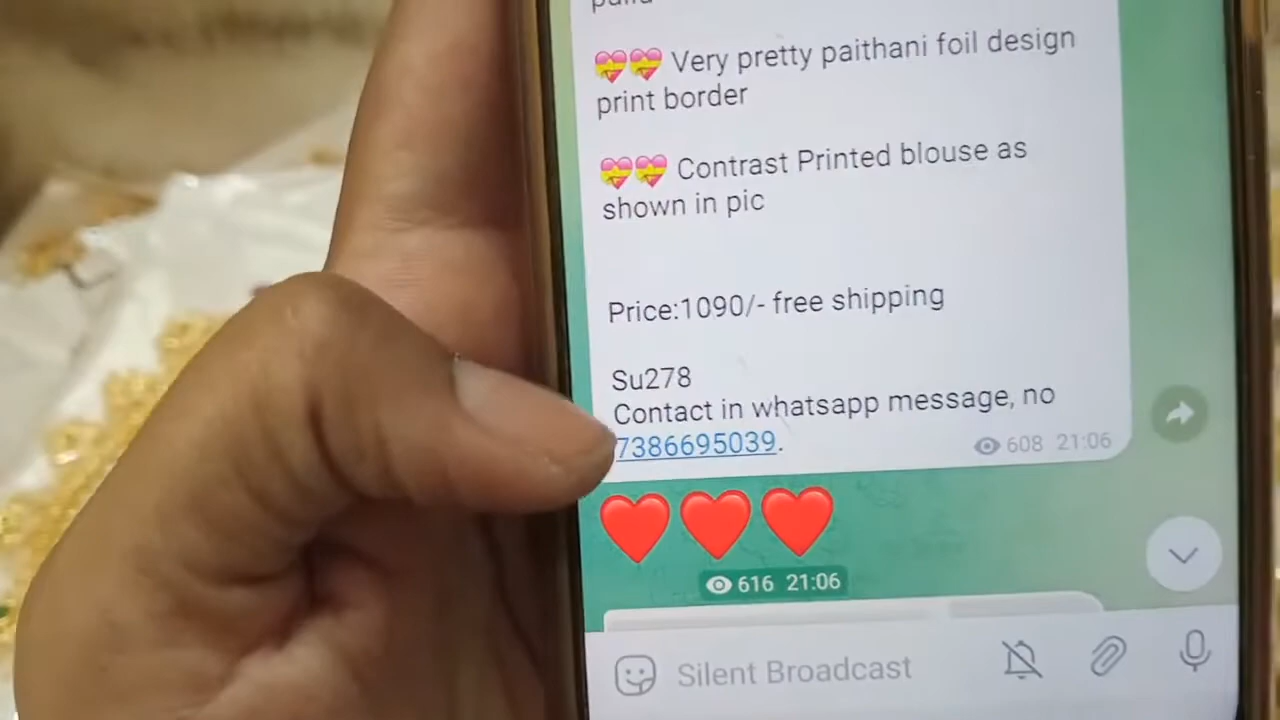 💝💝 Very pretty paithani foil design
print border
💝💝 Contrast Printed blouse as
shown in pic
Price:1090/- free shipping
Su278
Contact in whatsapp message, no
7386695039.
608 21:06
❤️❤️❤️
616 21:06
Silent Broadcast